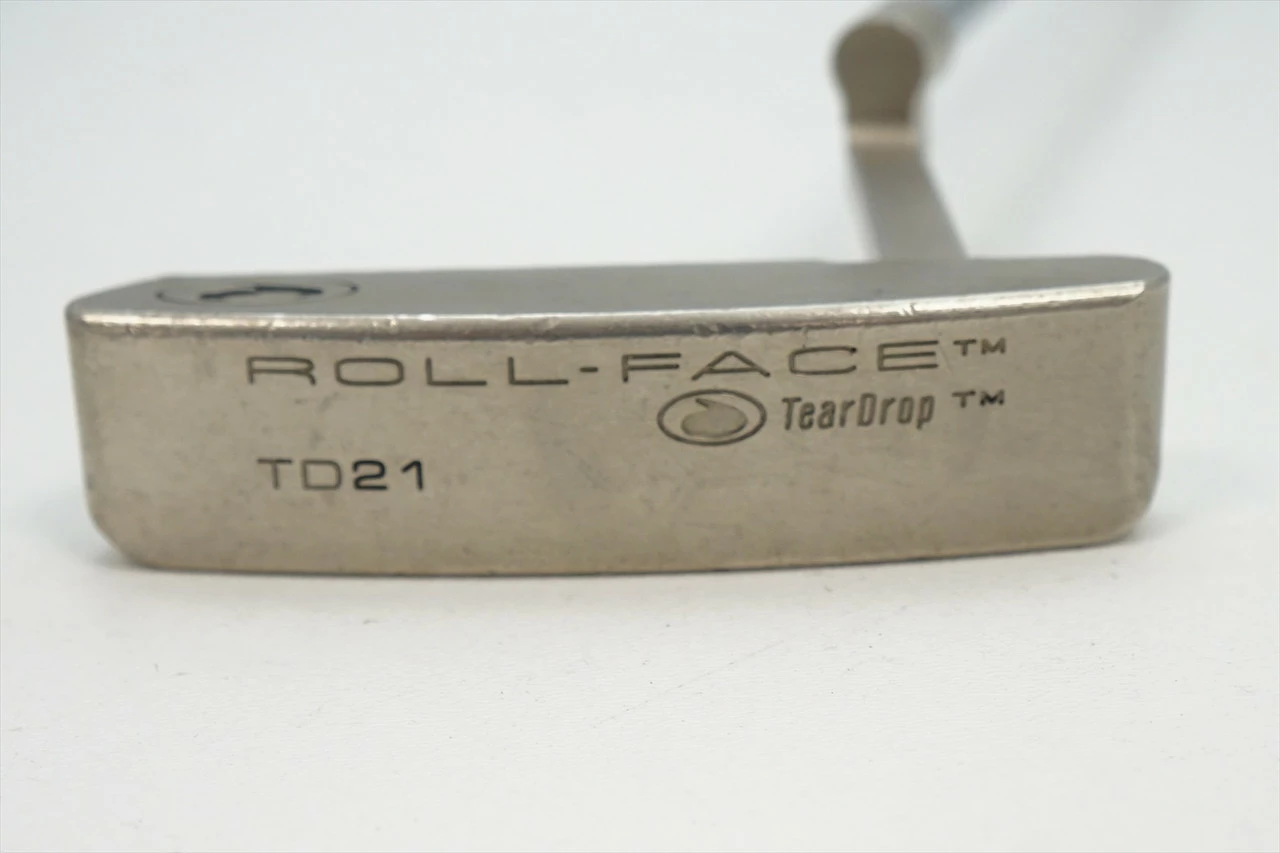 ROLL-FACE™
TearDrop ™
TD21